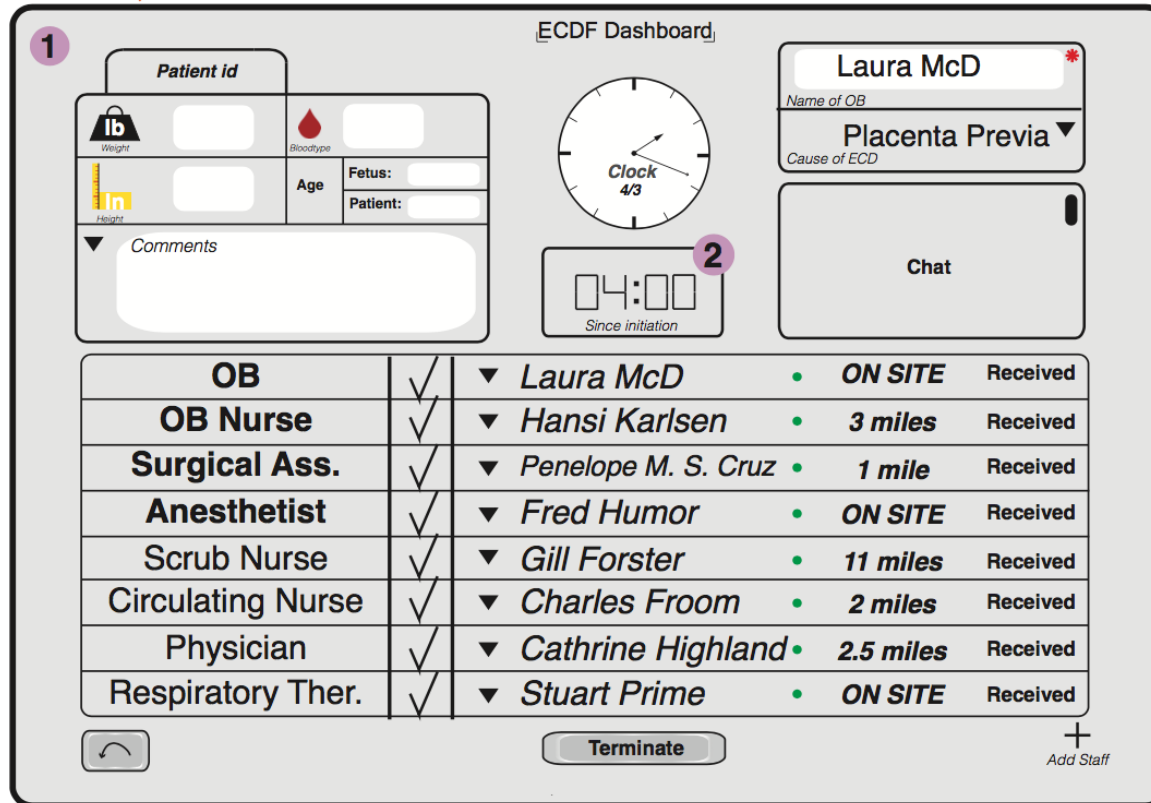 ECDF Dashboard
1
Patient id
lb
Weight
Bloodtype
In
Height
Age
Fetus:
Patient:
Comments
Clock
4/3
2
04:00
Since initiation
Laura McD *
Name of OB
Placenta Previa
Cause of ECD
Chat
OB Laura McD ON SITE Received
OB Nurse Hansi Karlsen 3 miles Received
Surgical Ass. Penelope M. S. Cruz 1 mile Received
Anesthetist Fred Humor ON SITE Received
Scrub Nurse Gill Forster 11 miles Received
Circulating Nurse Charles Froom 2 miles Received
Physician Cathrine Highland 2.5 miles Received
Respiratory Ther. Stuart Prime ON SITE Received
Terminate
Add Staff